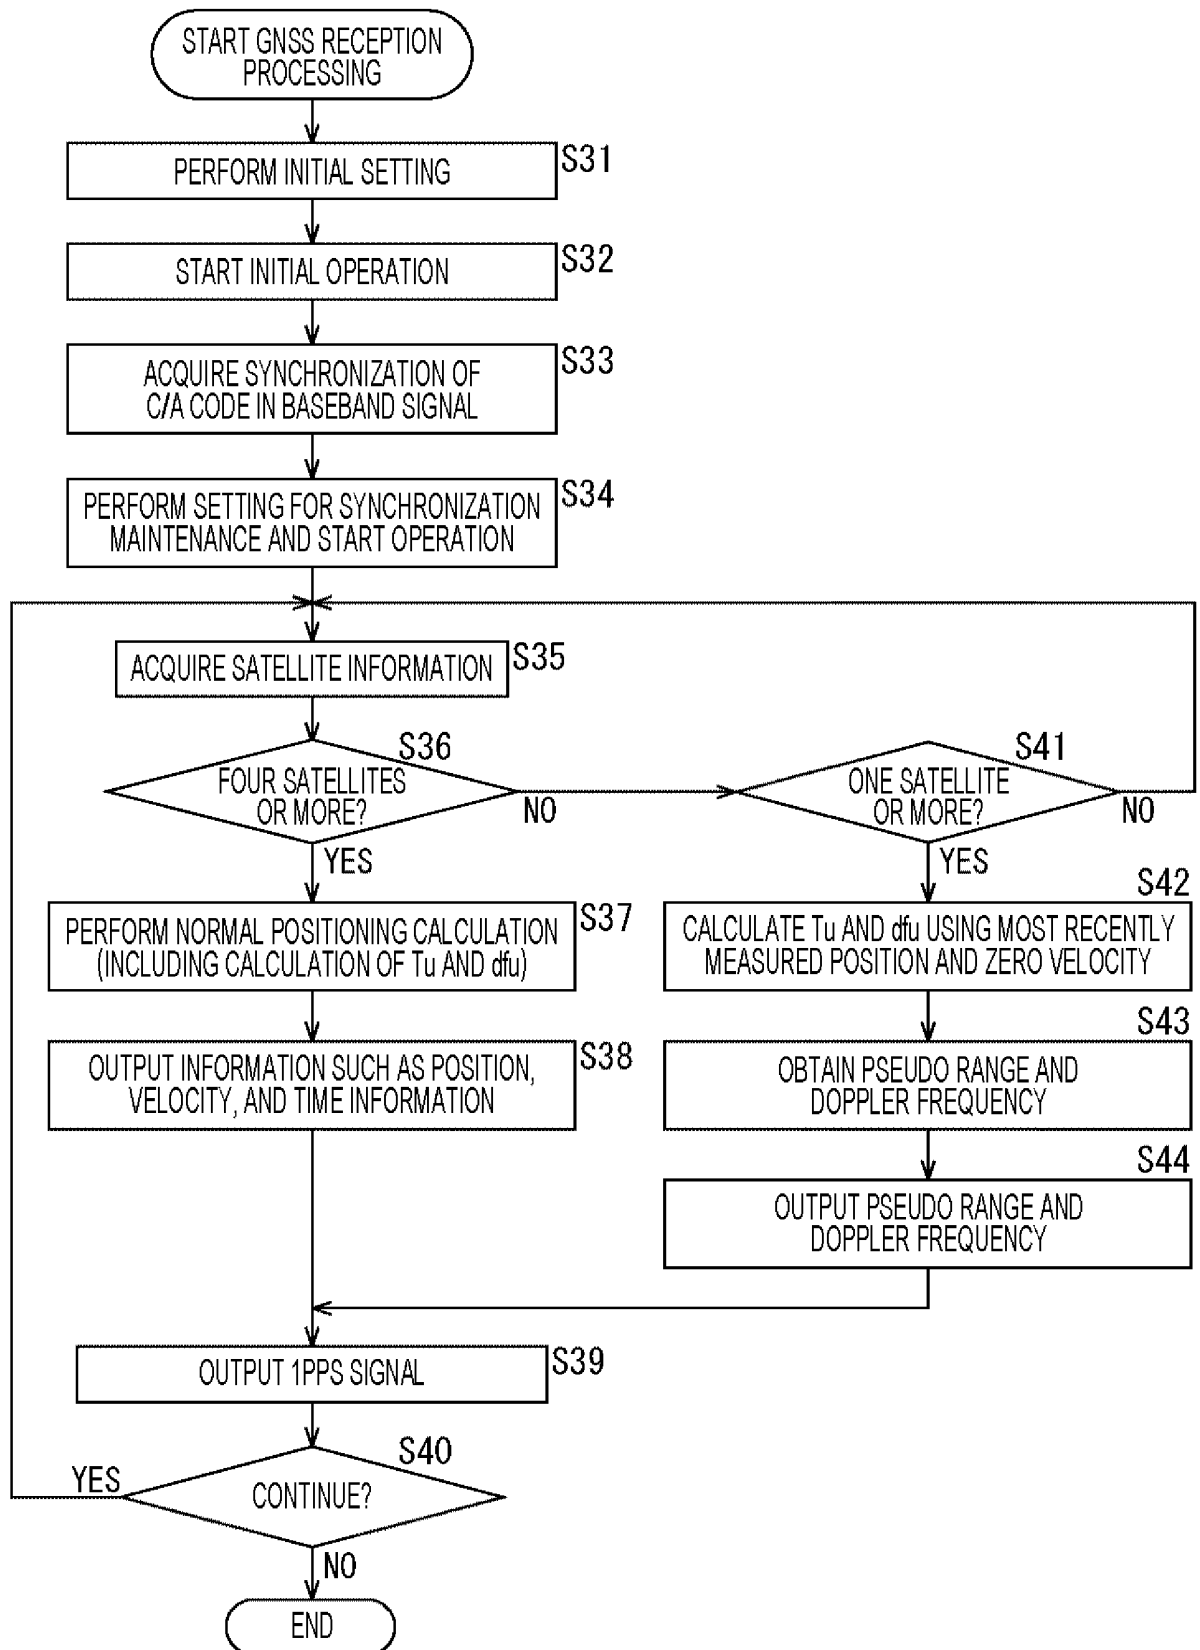 START GNSS RECEPTION
PROCESSING
S31
PERFORM INITIAL SETTING
S32
START INITIAL OPERATION
S33
ACQUIRE SYNCHRONIZATION OF
C/A CODE IN BASEBAND SIGNAL
S34
PERFORM SETTING FOR SYNCHRONIZATION
MAINTENANCE AND START OPERATION
S35
ACQUIRE SATELLITE INFORMATION
S36
FOUR SATELLITES
OR MORE?
NO
YES
S41
ONE SATELLITE
OR MORE?
NO
YES
S37
PERFORM NORMAL POSITIONING CALCULATION
(INCLUDING CALCULATION OF Tu AND dfu)
S38
OUTPUT INFORMATION SUCH AS POSITION,
VELOCITY, AND TIME INFORMATION
S42
CALCULATE Tu AND dfu USING MOST RECENTLY
MEASURED POSITION AND ZERO VELOCITY
S43
OBTAIN PSEUDO RANGE AND
DOPPLER FREQUENCY
S44
OUTPUT PSEUDO RANGE AND
DOPPLER FREQUENCY
S39
OUTPUT 1PPS SIGNAL
S40
YES
CONTINUE?
NO
END